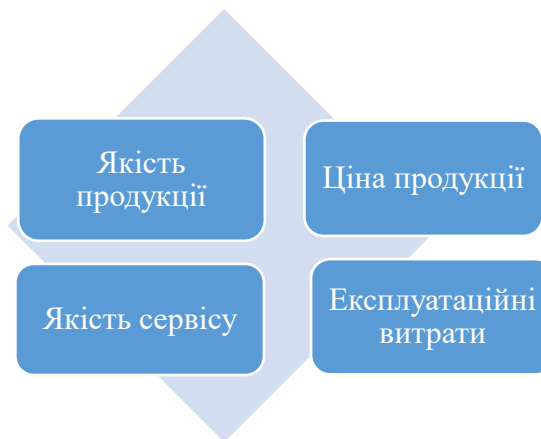 Якість
продукції
Ціна продукції
Якість сервісу
Експлуатаційні
витрати